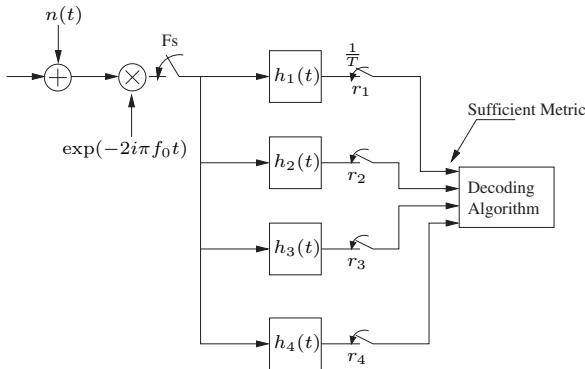 n(t)
Fs
exp(−2iπf₀t)
h₁(t)
1/T
r₁
Sufficient Metric
h₂(t)
r₂
Decoding
Algorithm
h₃(t)
r₃
h₄(t)
r₄